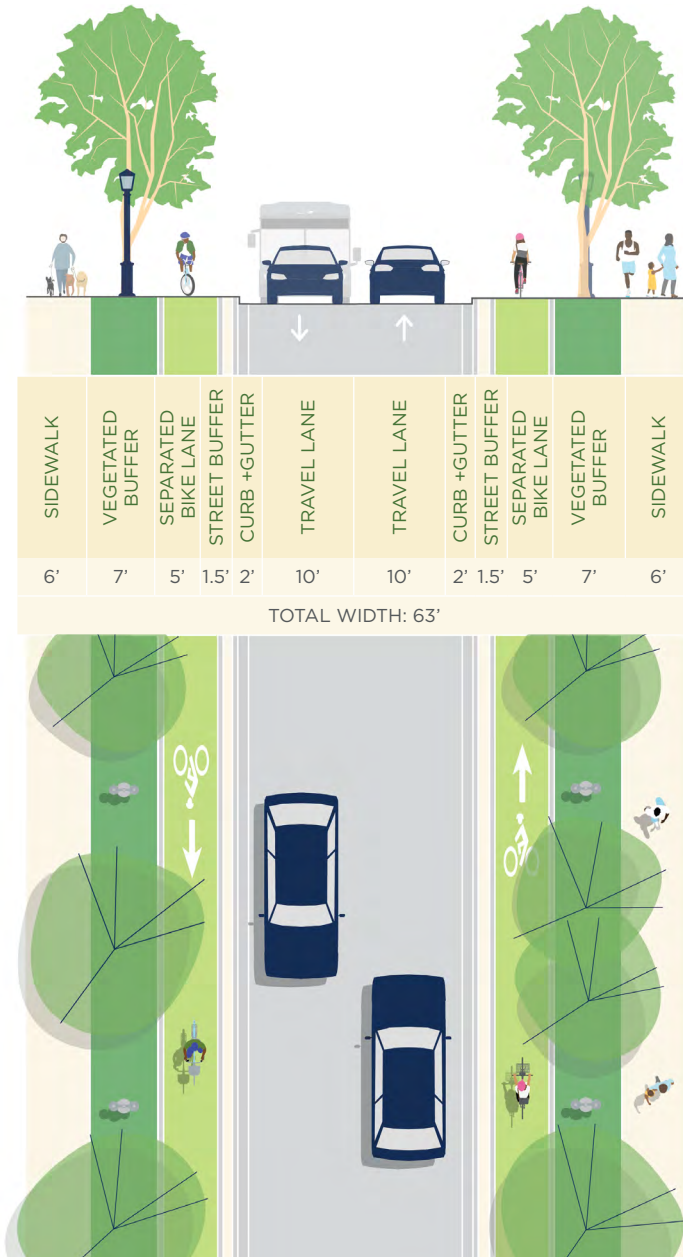 SIDEWALK
VEGETATED
BUFFER
SEPARATED
BIKE LANE
STREET BUFFER
CURB +GUTTER
TRAVEL LANE
TRAVEL LANE
CURB +GUTTER
STREET BUFFER
SEPARATED
BIKE LANE
VEGETATED
BUFFER
SIDEWALK
6’ 7’ 5’ 1.5’ 2’ 10’ 10’ 2’ 1.5’ 5’ 7’ 6’
TOTAL WIDTH: 63’